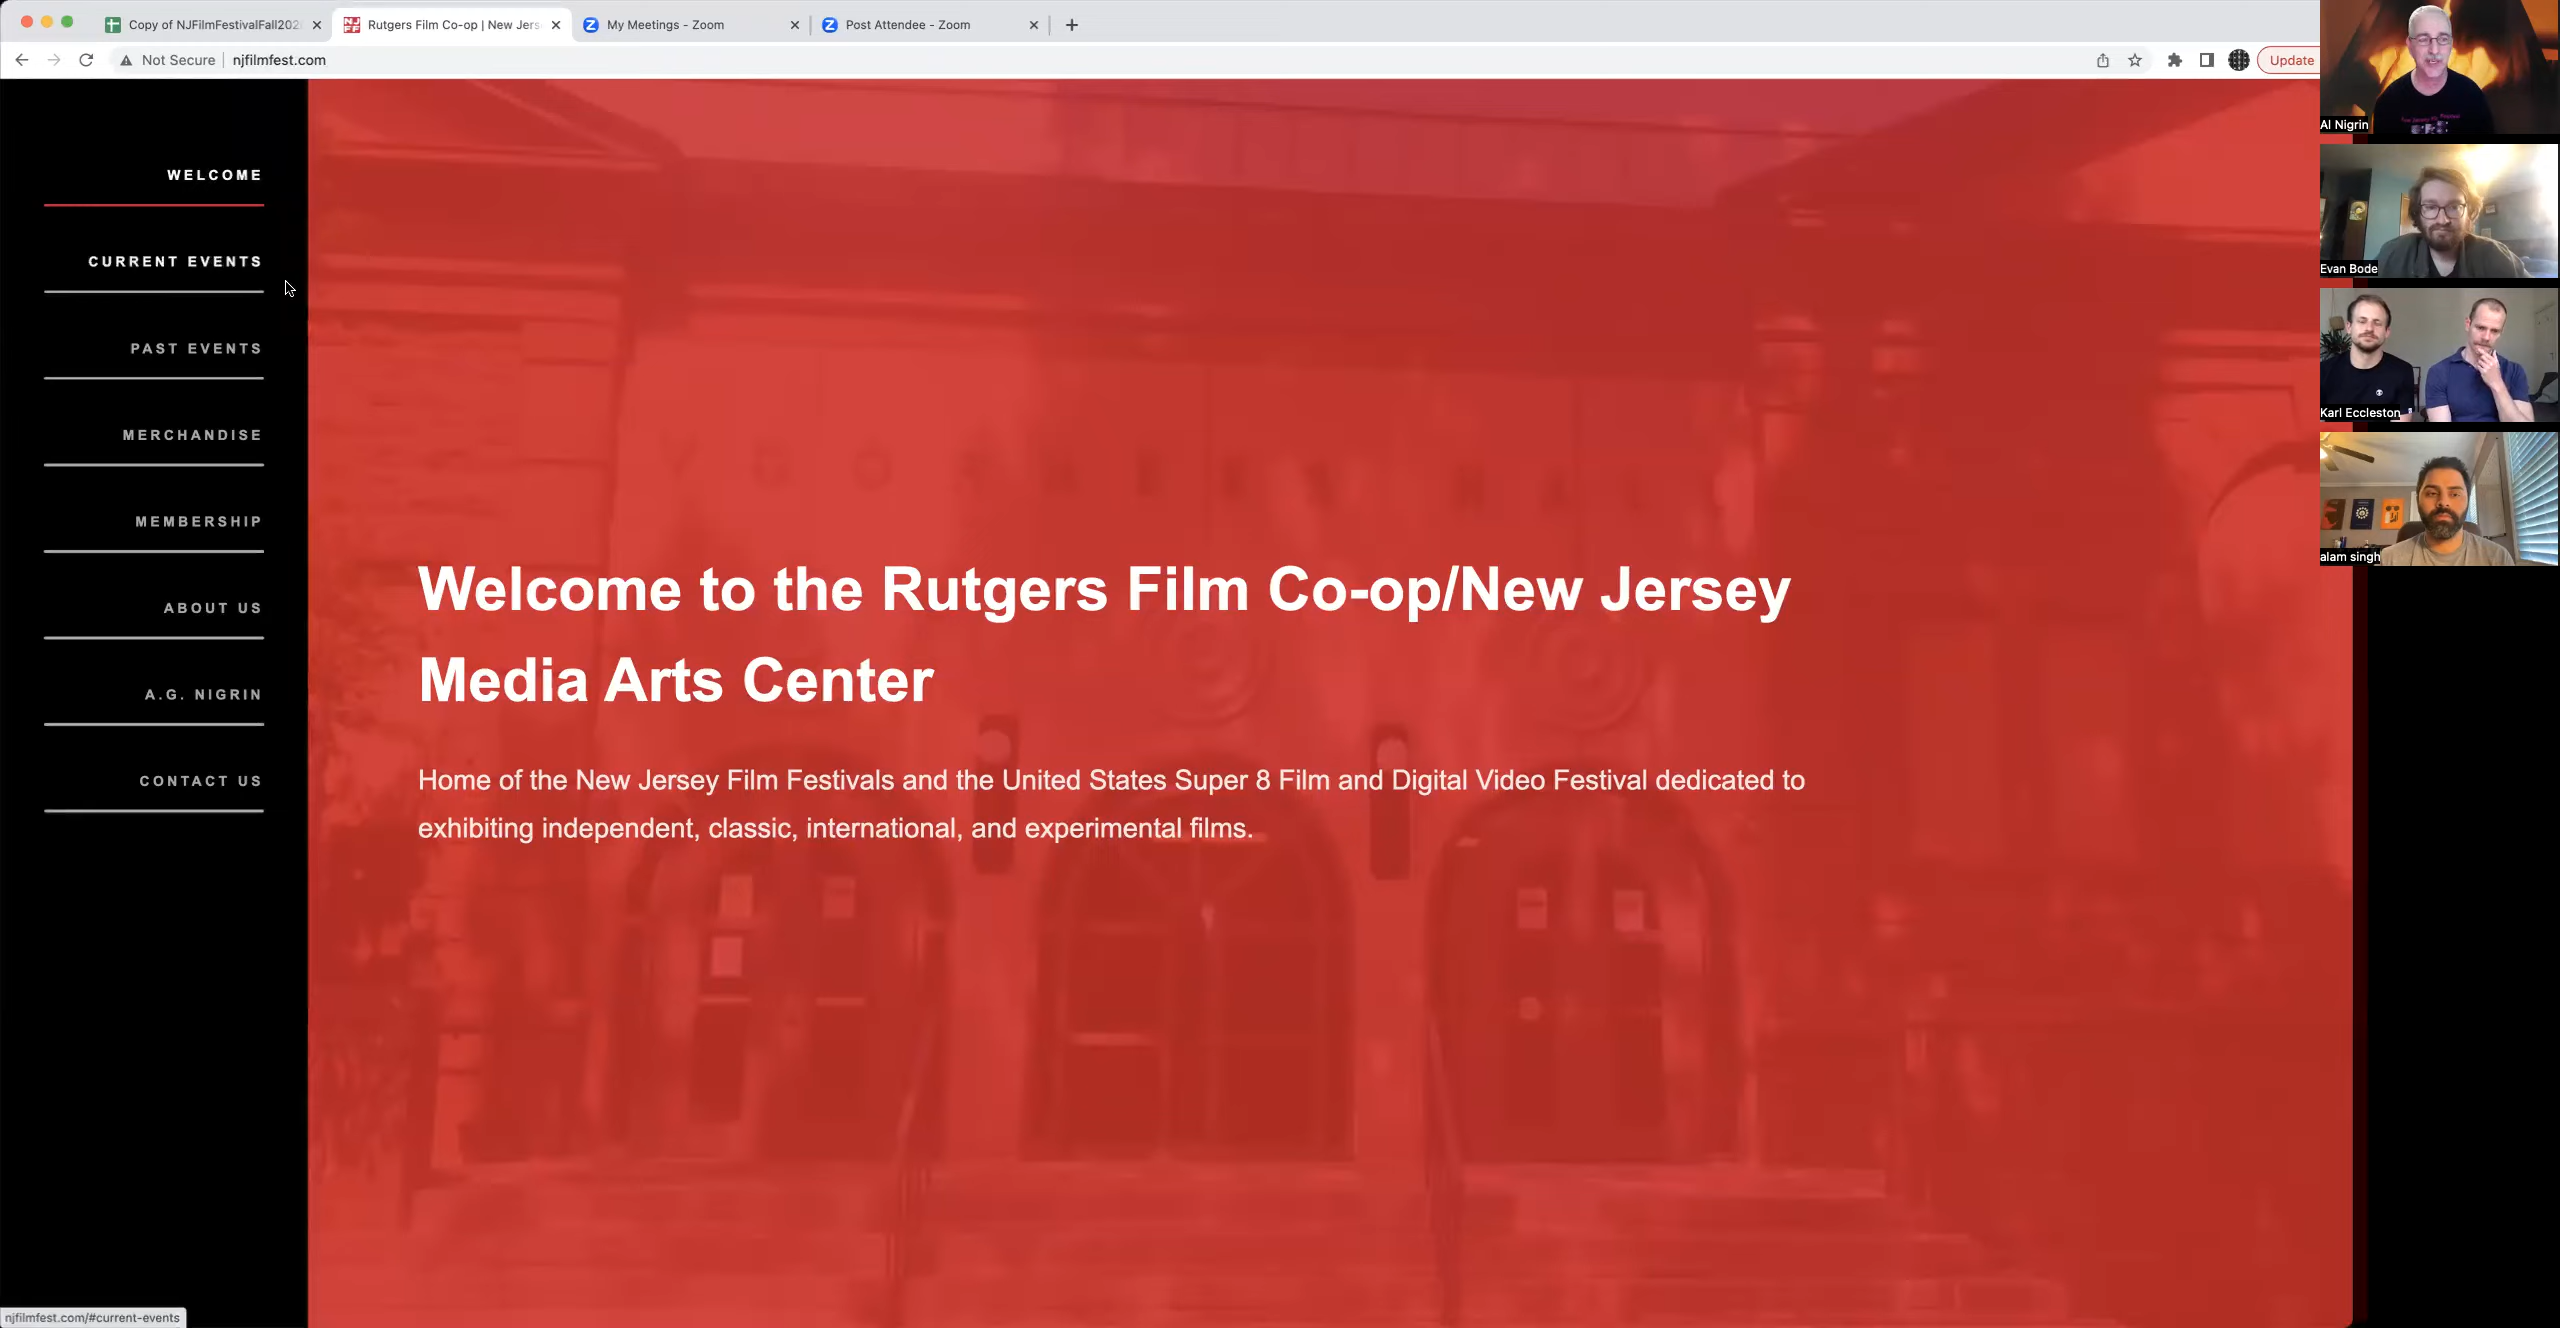 Copy of NJFilmFestivalFall202
Rutgers Film Co-op | New Jers
My Meetings - Zoom
Post Attendee - Zoom
Not Secure
njfilmfest.com
Update
WELCOME
CURRENT EVENTS
PAST EVENTS
MERCHANDISE
MEMBERSHIP
ABOUT US
A.G. NIGRIN
CONTACT US
Welcome to the Rutgers Film Co-op/New Jersey
Media Arts Center
Home of the New Jersey Film Festivals and the United States Super 8 Film and Digital Video Festival dedicated to
exhibiting independent, classic, international, and experimental films.
Al Nigrin
Evan Bode
Karl Eccleston
alam singh
njfilmfest.com/#current-events